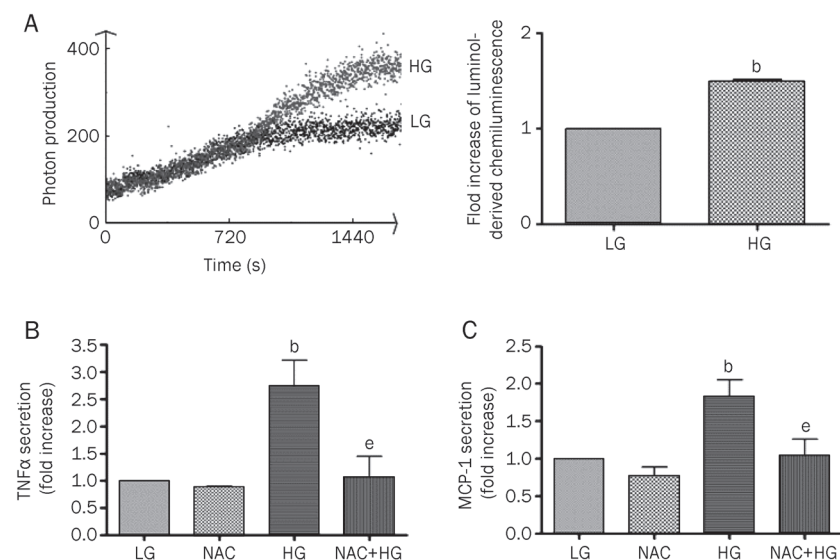 A
Photon production
400
200
0
HG
LG
0 720 1440
Time (s)
Flod increase of luminol-
derived chemiluminescence
2
1
0
b
LG HG
B
TNFα secretion
(fold increase)
3.5
3.0
2.5
2.0
1.5
1.0
0.5
0.0
b
e
LG NAC HG NAC+HG
C
MCP-1 secretion
(fold increase)
2.5
2.0
1.5
1.0
0.5
0.0
b
e
LG NAC HG NAC+HG